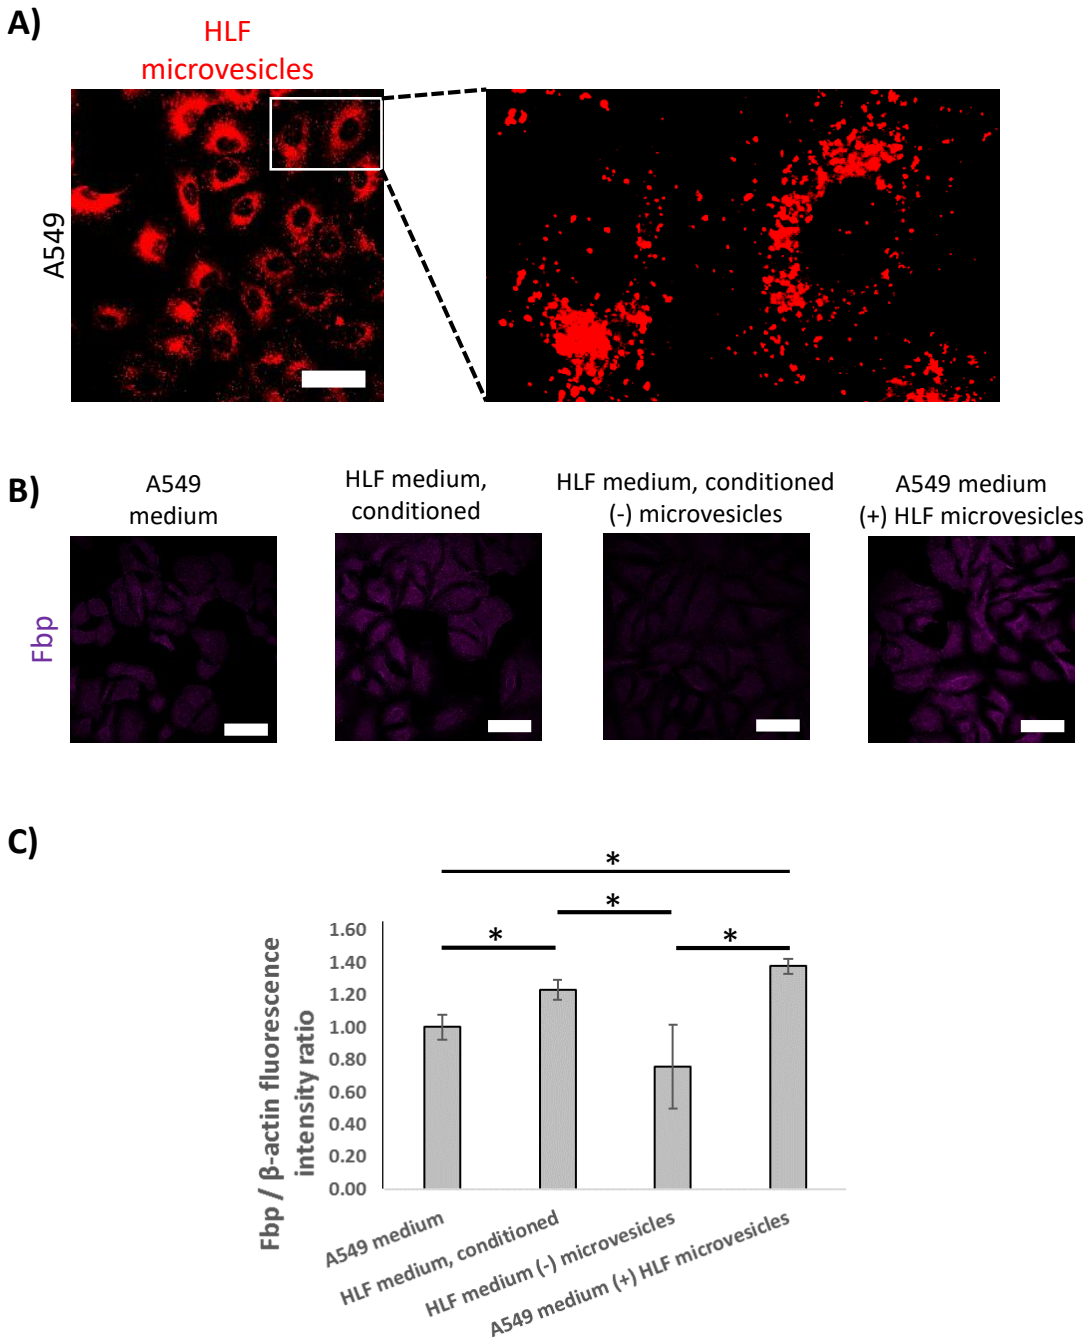 A)
HLF
microvesicles
A549
B)
A549
medium
HLF medium,
conditioned
HLF medium, conditioned
(-) microvesicles
A549 medium
(+) HLF microvesicles
Fbp
C)
*
*
*
*
Fbp / β-actin fluorescence
intensity ratio
1.60
1.40
1.20
1.00
0.80
0.60
0.40
0.20
0.00
A549 medium
HLF medium, conditioned
HLF medium (-) microvesicles
A549 medium (+) HLF microvesicles